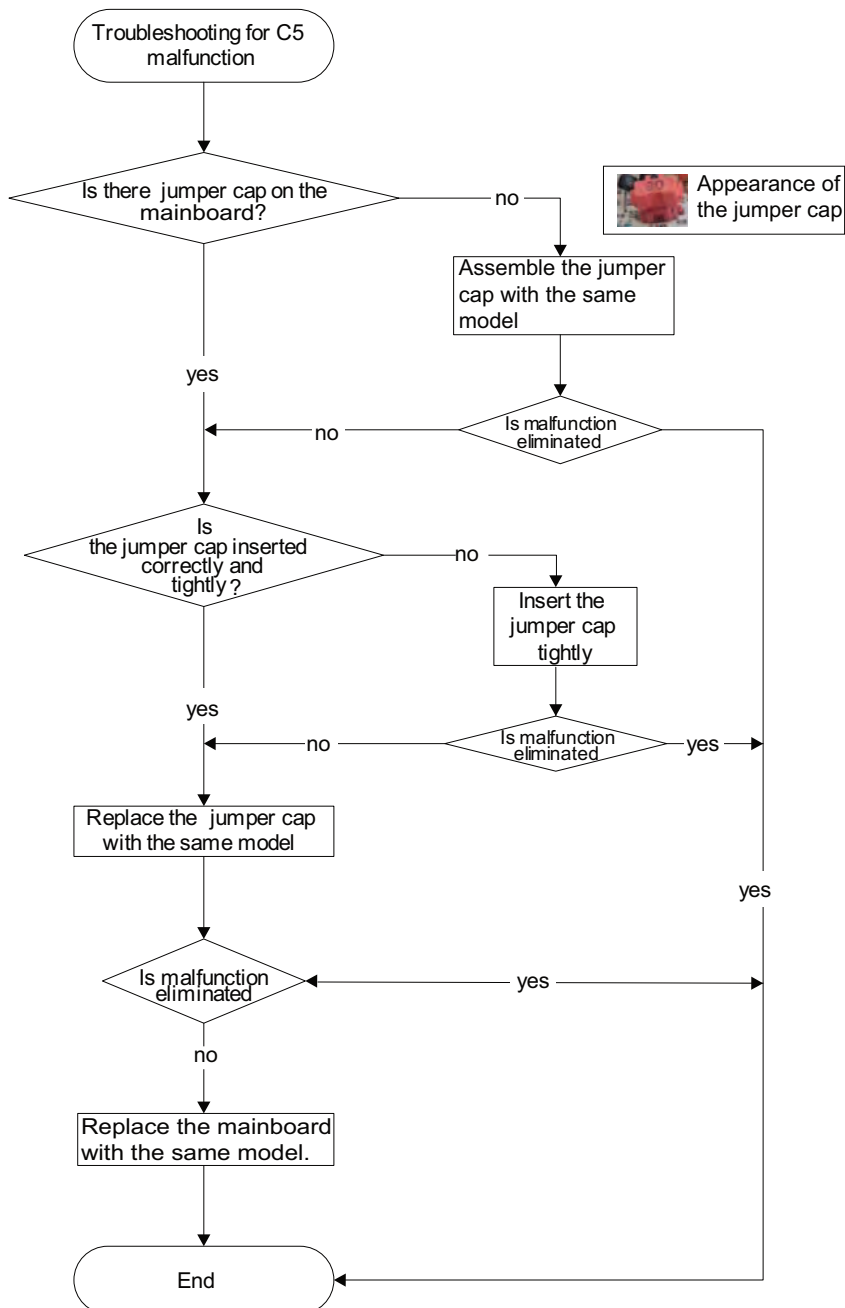 Troubleshooting for C5
malfunction
Is there jumper cap on the
mainboard?
no
Appearance of
the jumper cap
Assemble the jumper
cap with the same
model
yes
no
Is malfunction
eliminated
Is
the jumper cap inserted
correctly and
tightly?
no
Insert the
jumper cap
tightly
yes
no
Is malfunction
eliminated
yes
Replace the jumper cap
with the same model
yes
Is malfunction
eliminated
yes
no
Replace the mainboard
with the same model.
End